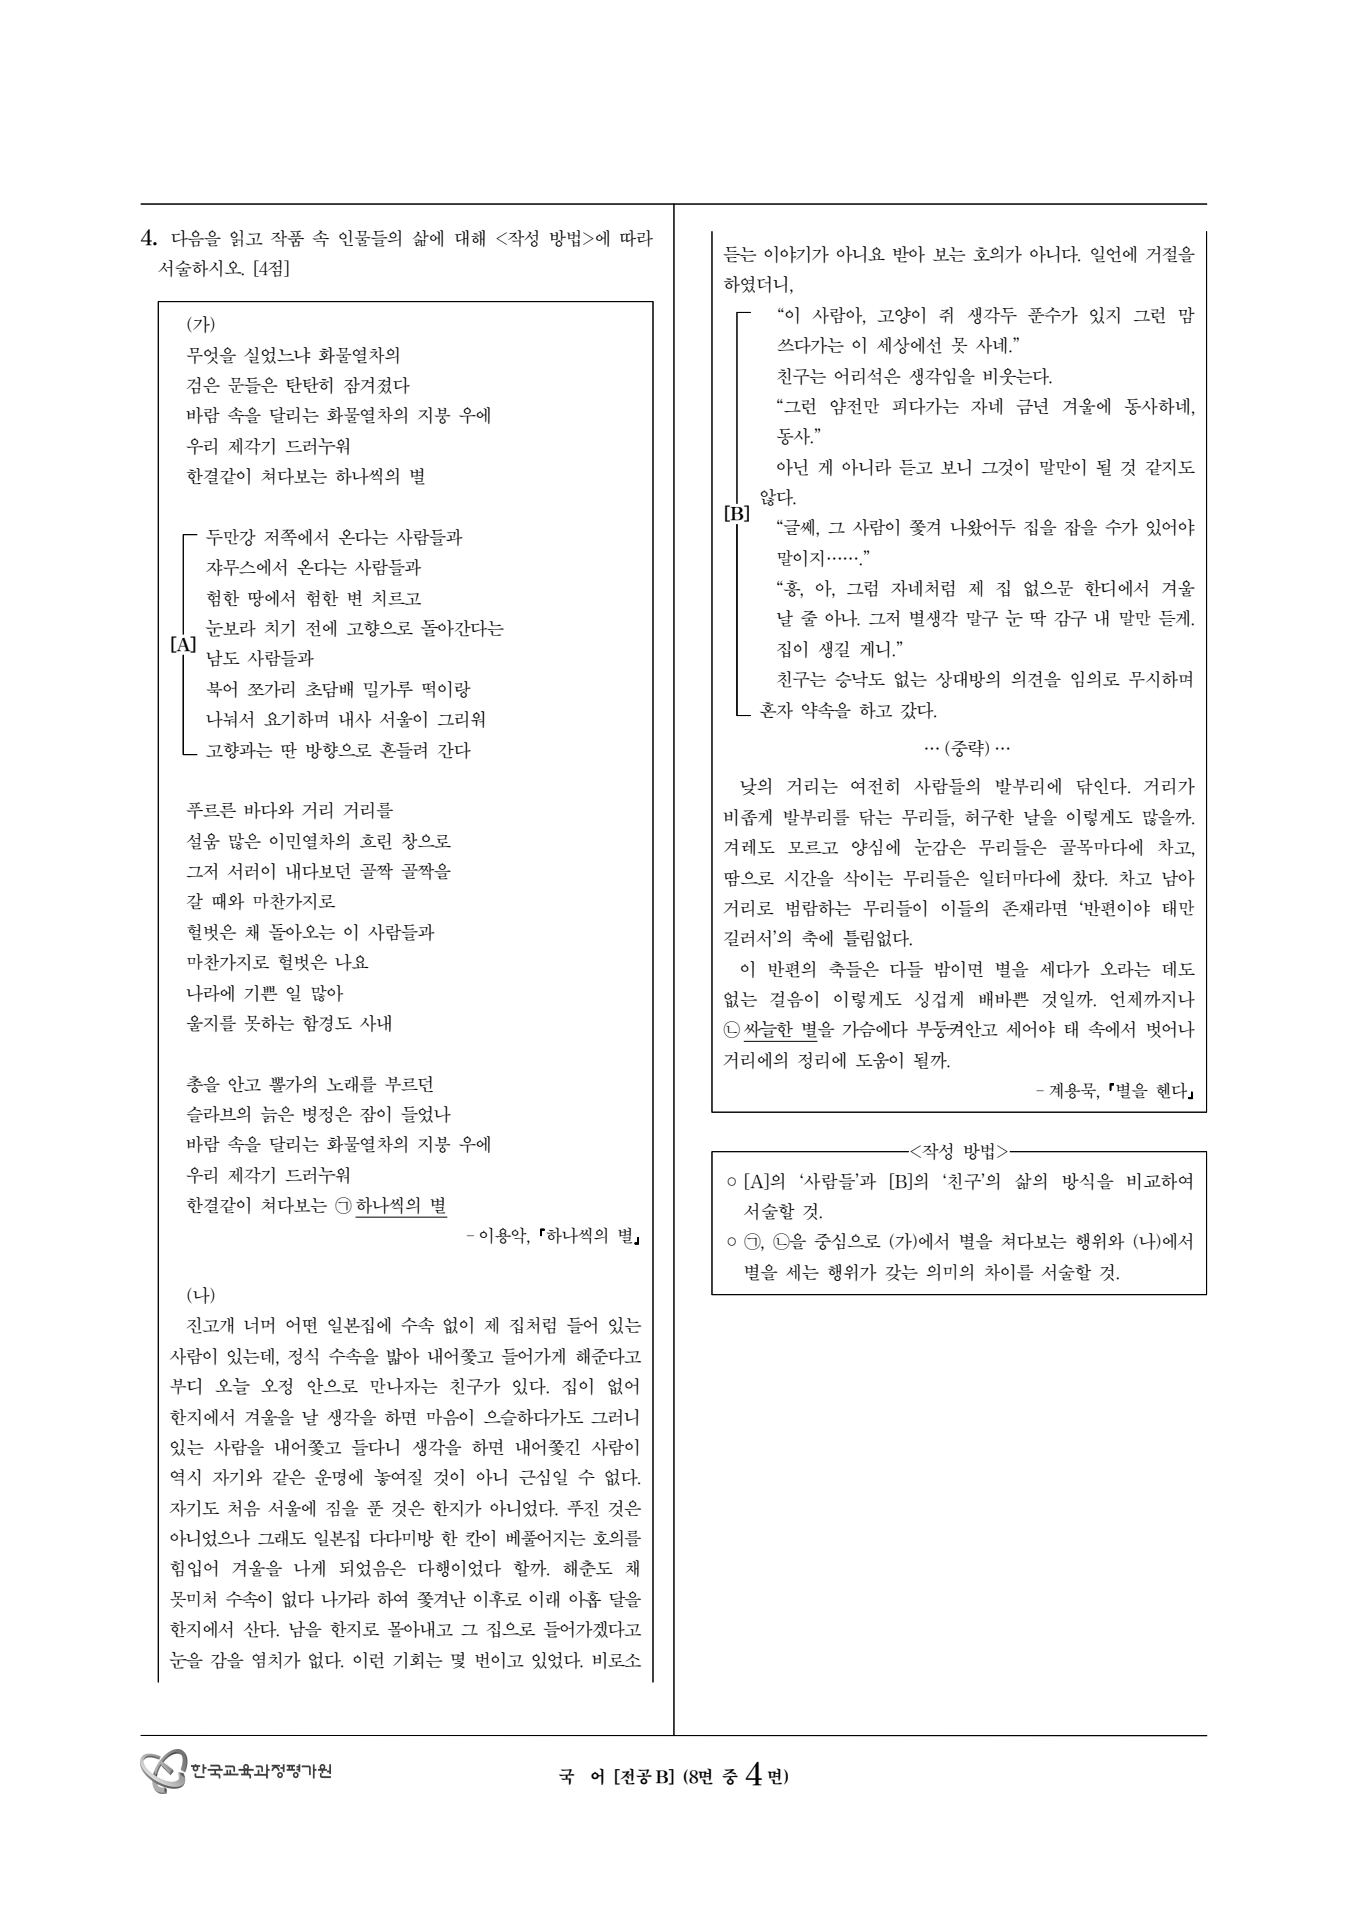 4. 다음을 읽고 작품 속 인물들의 삶에 대해 <작성 방법>에 따라
서술하시오. [4점]
(가)
무엇을 실었느냐 화물열차의
검은 문들은 탄탄히 잠겨졌다
바람 속을 달리는 화물열차의 지붕 우에
우리 제각기 드러누워
한결같이 쳐다보는 하나씩의 별
[A]
두만강 저쪽에서 온다는 사람들과
쟈무스에서 온다는 사람들과
험한 땅에서 험한 변 치르고
눈보라 치기 전에 고향으로 돌아간다는
남도 사람들과
북어 쪼가리 초담배 밀가루 떡이랑
나눠서 요기하며 내사 서울이 그리워
고향과는 딴 방향으로 흔들려 간다
푸르른 바다와 거리 거리를
설움 많은 이민열차의 흐린 창으로
그저 서러이 내다보던 골짝 골짝을
갈 때와 마찬가지로
헐벗은 채 돌아오는 이 사람들과
마찬가지로 헐벗은 나요
나라에 기쁜 일 많아
울지를 못하는 함경도 사내
총을 안고 뽈가의 노래를 부르던
슬라브의 늙은 병정은 잠이 들었나
바람 속을 달리는 화물열차의 지붕 우에
우리 제각기 드러누워
한결같이 쳐다보는 ㉠하나씩의 별
- 이용악, 『하나씩의 별』
(나)
진고개 너머 어떤 일본집에 수속 없이 제 집처럼 들어 있는
사람이 있는데, 정식 수속을 밟아 내어쫓고 들어가게 해준다고
부디 오늘 오정 안으로 만나자는 친구가 있다. 집이 없어
한지에서 겨울을 날 생각을 하면 마음이 으슬하다가도 그러니
있는 사람을 내어쫓고 들다니 생각을 하면 내어쫓긴 사람이
역시 자기와 같은 운명에 놓여질 것이 아니 근심일 수 없다.
자기도 처음 서울에 짐을 푼 것은 한지가 아니었다. 푸진 것은
아니었으나 그래도 일본집 다다미방 한 칸이 베풀어지는 호의를
힘입어 겨울을 나게 되었음은 다행이었다 할까. 해춘도 채
못미처 수속이 없다 나가라 하여 쫓겨난 이후로 이래 아홉 달을
한지에서 산다. 남을 한지로 몰아내고 그 집으로 들어가겠다고
눈을 감을 염치가 없다. 이런 기회는 몇 번이고 있었다. 비로소
듣는 이야기가 아니요 받아 보는 호의가 아니다. 일언에 거절을
하였더니,
[B]
“이 사람아, 고양이 쥐 생각두 푼수가 있지 그런 맘
쓰다가는 이 세상에선 못 사네.”
친구는 어리석은 생각임을 비웃는다.
“그런 얌전만 피다가는 자네 금년 겨울에 동사하네,
동사.”
아닌 게 아니라 듣고 보니 그것이 말만이 될 것 같지도
않다.
“글쎄, 그 사람이 쫓겨 나왔어두 집을 잡을 수가 있어야
말이지…….”
“흥, 아, 그럼 자네처럼 제 집 없으문 한디에서 겨울
날 줄 아나. 그저 별생각 말구 눈 딱 감구 내 말만 듣게.
집이 생길 게니.”
친구는 승낙도 없는 상대방의 의견을 임의로 무시하며
혼자 약속을 하고 갔다.
… (중략) …
낮의 거리는 여전히 사람들의 발부리에 닦인다. 거리가
비좁게 발부리를 닦는 무리들, 허구한 날을 이렇게도 많을까.
겨레도 모르고 양심에 눈감은 무리들은 골목마다에 차고,
땀으로 시간을 삭이는 무리들은 일터마다에 찼다. 차고 남아
거리로 범람하는 무리들이 이들의 존재라면 ‘반편이야 태만
길러서’의 축에 틀림없다.
이 반편의 축들은 다들 밤이면 별을 세다가 오라는 데도
없는 걸음이 이렇게도 싱겁게 배바쁜 것일까. 언제까지나
㉡싸늘한 별을 가슴에다 부둥켜안고 세어야 태 속에서 벗어나
거리에의 정리에 도움이 될까.
- 계용묵, 『별을 헨다』
<작성 방법>
○ [A]의 ‘사람들’과 [B]의 ‘친구’의 삶의 방식을 비교하여
서술할 것.
○ ㉠, ㉡을 중심으로 (가)에서 별을 쳐다보는 행위와 (나)에서
별을 세는 행위가 갖는 의미의 차이를 서술할 것.
한국교육과정평가원
국 어 [전공 B] (8면 중 4 면)